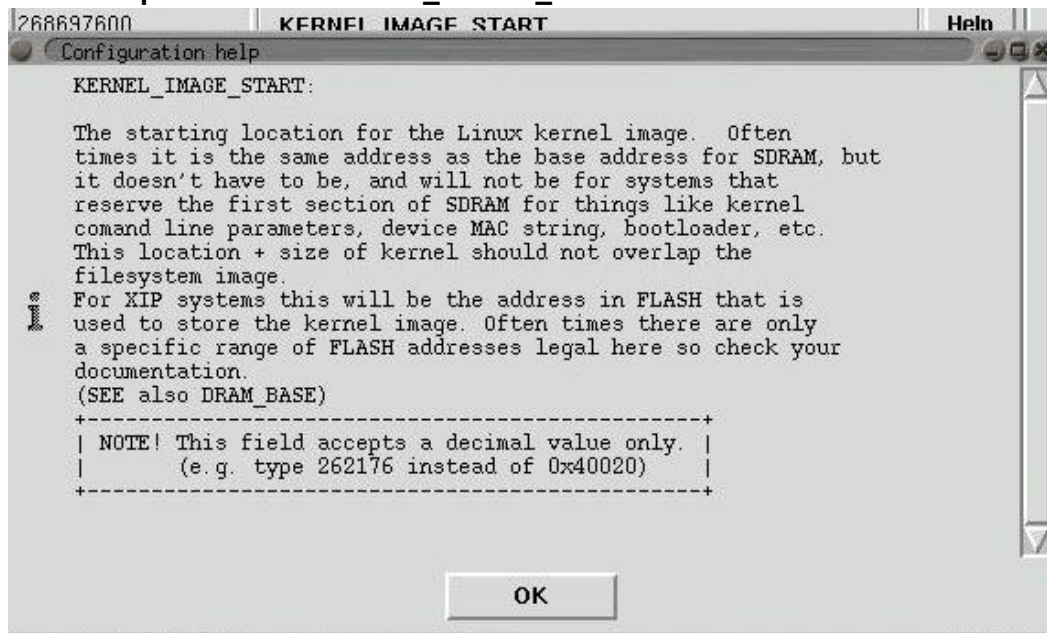 268697600 KERNEL_IMAGE_START Help
Configuration help
KERNEL_IMAGE_START:
The starting location for the Linux kernel image. Often
times it is the same address as the base address for SDRAM, but
it doesn't have to be, and will not be for systems that
reserve the first section of SDRAM for things like kernel
comand line parameters, device MAC string, bootloader, etc.
This location + size of kernel should not overlap the
filesystem image.
For XIP systems this will be the address in FLASH that is
used to store the kernel image. Often times there are only
a specific range of FLASH addresses legal here so check your
documentation.
(SEE also DRAM_BASE)
+-------------------------------------------------+
| NOTE! This field accepts a decimal value only. |
| (e.g. type 262176 instead of 0x40020) |
+-------------------------------------------------+
OK